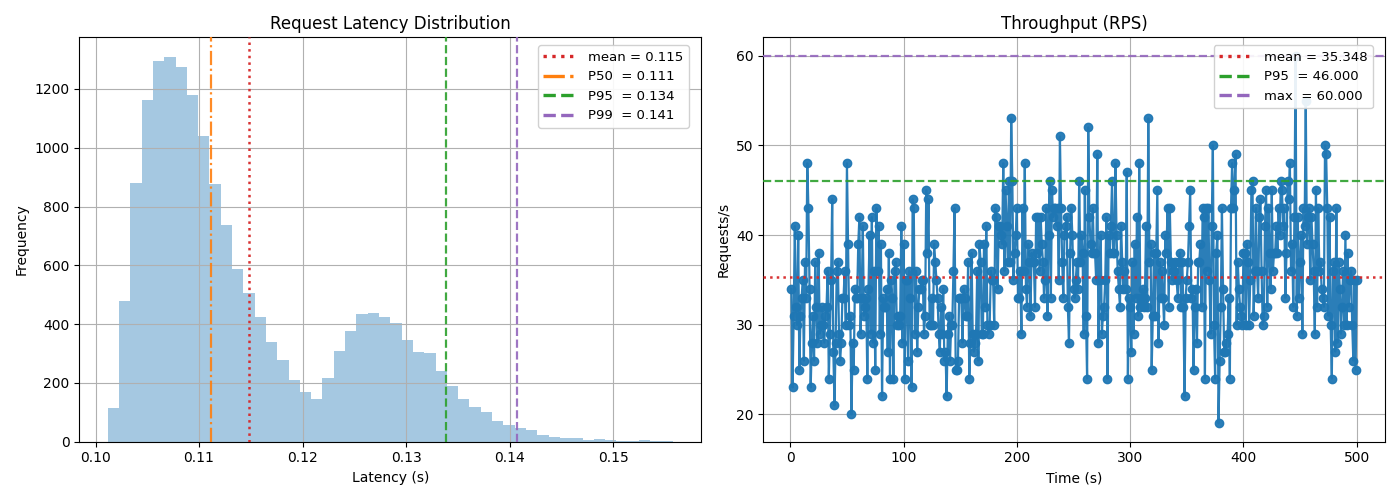 Request Latency Distribution
mean = 0.115
P50 = 0.111
P95 = 0.134
P99 = 0.141
Frequency
1200
1000
800
600
400
200
0
0.10 0.11 0.12 0.13 0.14 0.15
Latency (s)
Throughput (RPS)
mean = 35.348
P95 = 46.000
max = 60.000
Requests/s
60
50
40
30
20
0 100 200 300 400 500
Time (s)